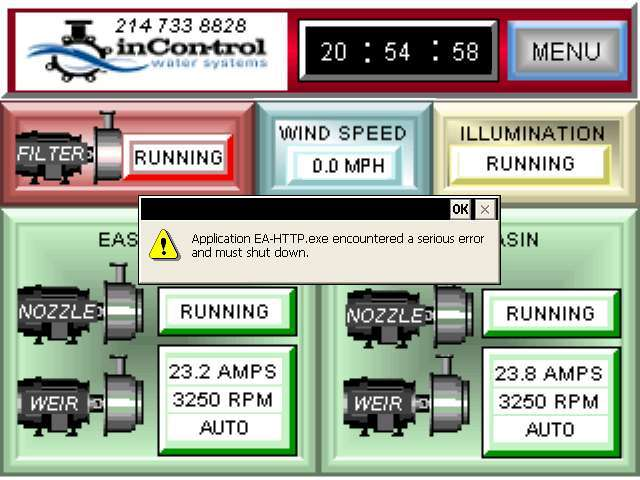 214 733 8828
inControl
water systems
20 : 54 : 58
MENU
FILTER
RUNNING
WIND SPEED
0.0 MPH
ILLUMINATION
RUNNING
Application EA-HTTP.exe encountered a serious error
and must shut down.
OK
EAS
ASIN
NOZZLE
RUNNING
WEIR
23.2 AMPS
3250 RPM
AUTO
NOZZLE
RUNNING
WEIR
23.8 AMPS
3250 RPM
AUTO